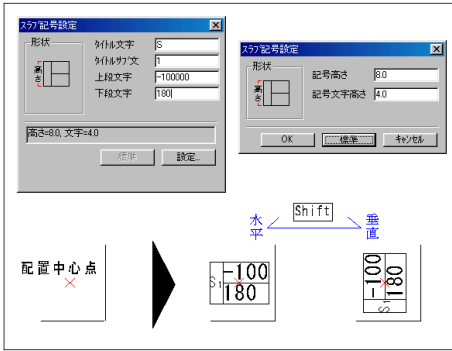 ｽﾗﾌﾞ記号設定
形状
高さ
ﾀｲﾄﾙ文字 S
ﾀｲﾄﾙｻﾌﾞ文 1
上段文字 -100000
下段文字 180
高さ=8.0, 文字=4.0
標準 設定...
ｽﾗﾌﾞ記号設定
形状
高さ
記号高さ 8.0
記号文字高さ 4.0
OK 標準 ｷｬﾝｾﾙ
Shift
水平
垂直
配置中心点
S1
-100
180
S1
-100
180